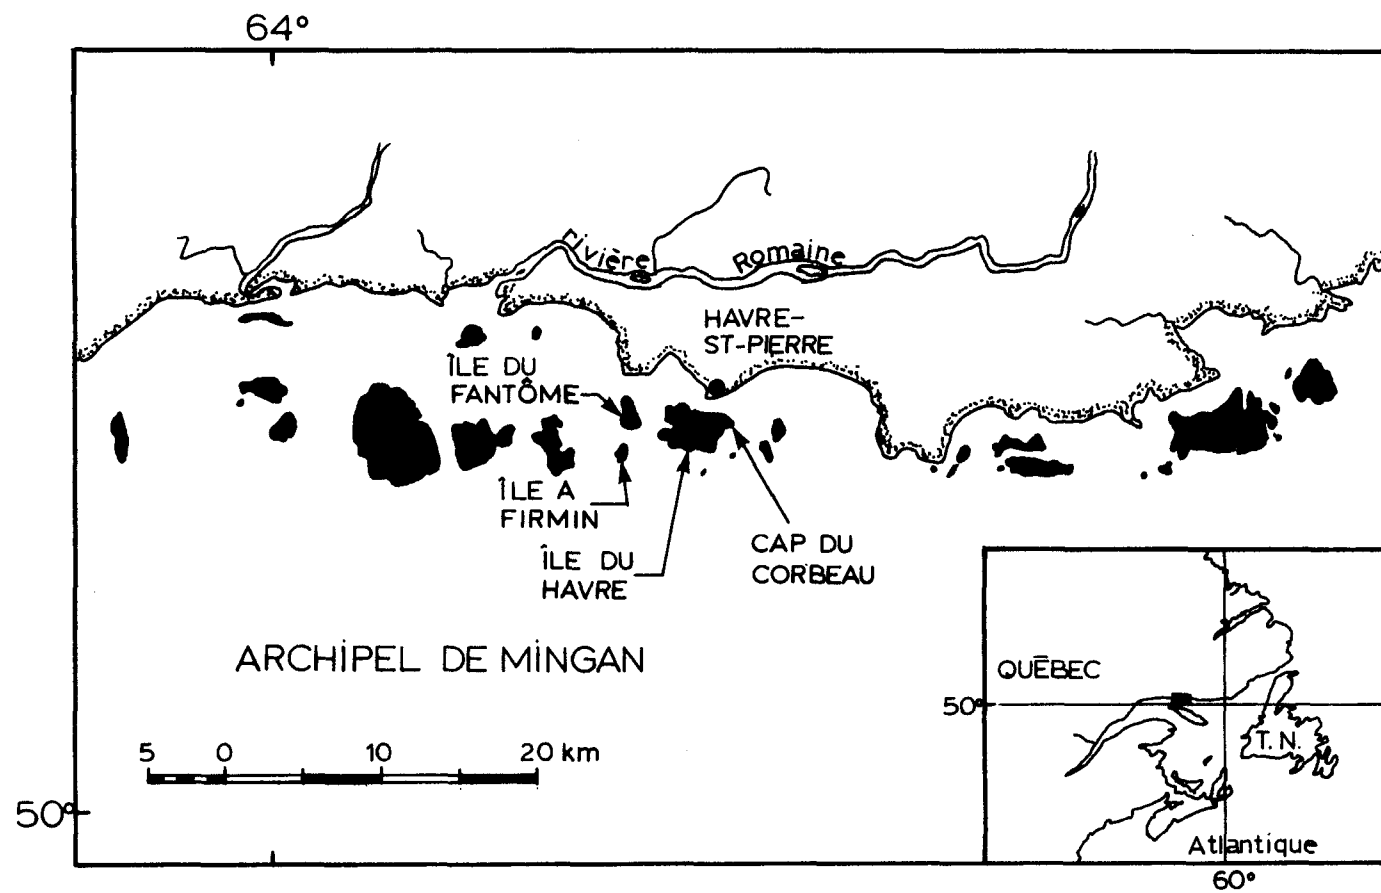 64°
rivière
Romaine
HAVRE-
ST-PIERRE
ÎLE DU
FANTÔME
ÎLE A
FIRMIN
ÎLE DU
HAVRE
CAP DU
CORBEAU
ARCHIPEL DE MINGAN
5 0 10 20 km
50°
QUÉBEC
50°
T. N.
Atlantique
60°